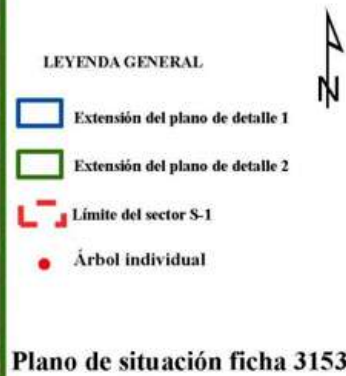 LEYENDA GENERAL
N
Extensión del plano de detalle 1
Extensión del plano de detalle 2
Límite del sector S-1
Árbol individual
Plano de situación ficha 3153